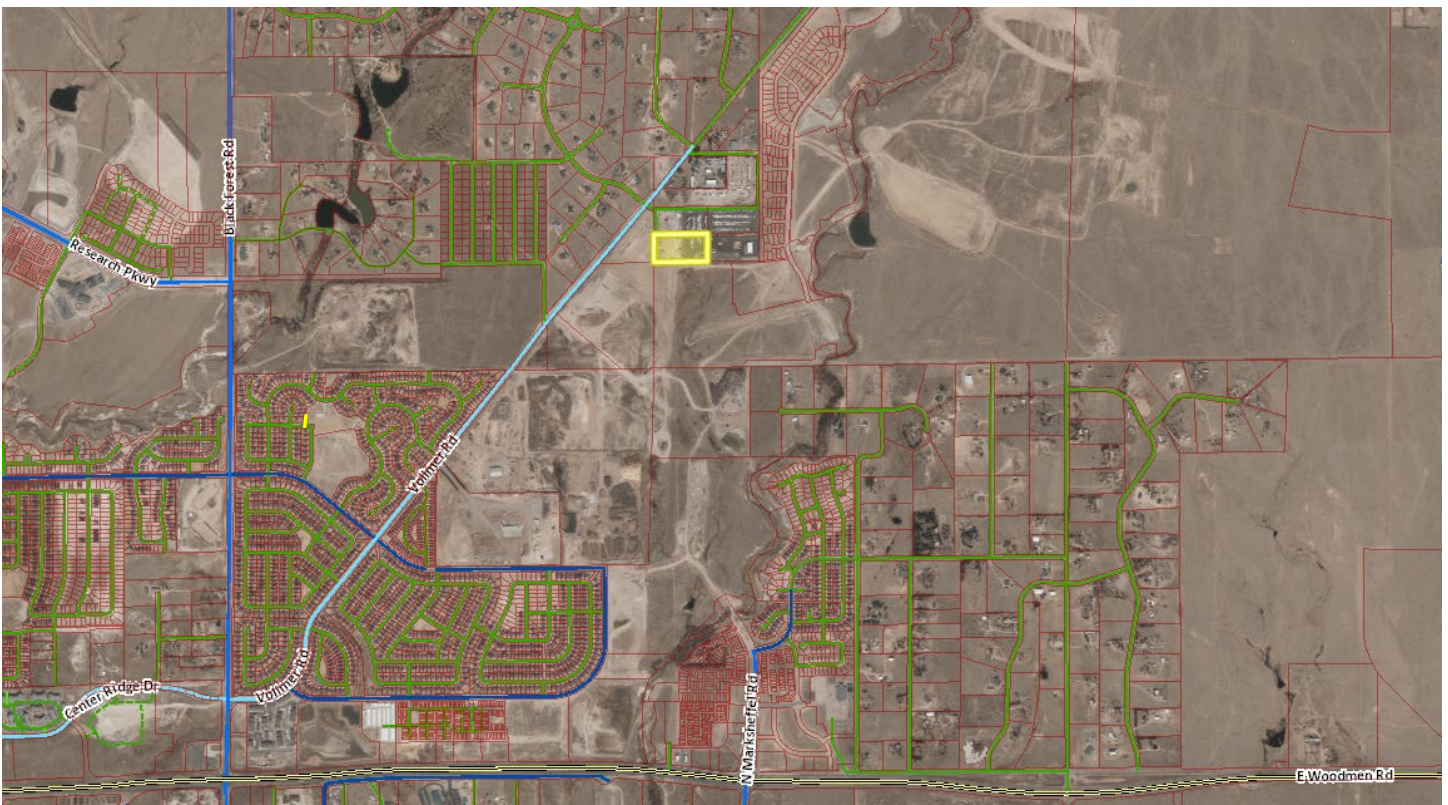 Black Forest Rd
Research Pkwy
Vollmer Rd
Vollmer Rd
Center Ridge Dr
N Marksheffel Rd
E Woodmen Rd